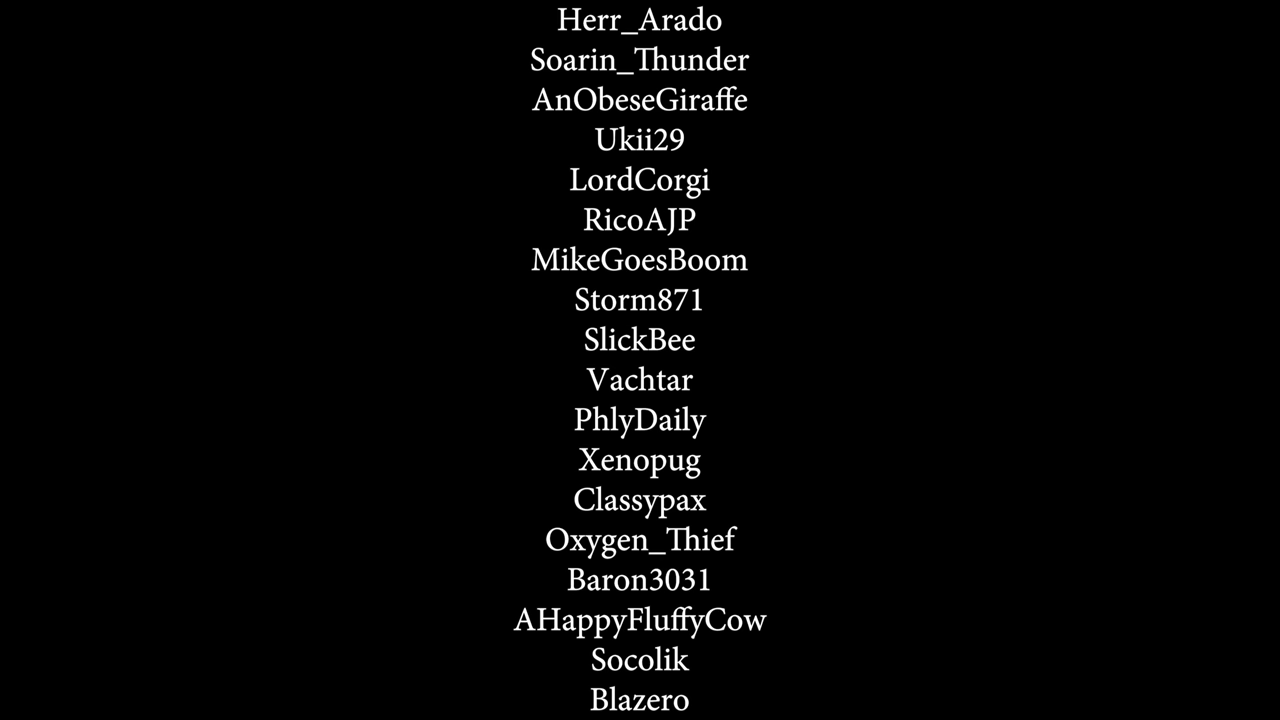 Herr_Arado
Soarin_Thunder
AnObeseGiraffe
Ukii29
LordCorgi
RicoAJP
MikeGoesBoom
Storm871
SlickBee
Vachtar
PhlyDaily
Xenopug
Classypax
Oxygen_Thief
Baron3031
AHappyFluffyCow
Socolik
Blazero